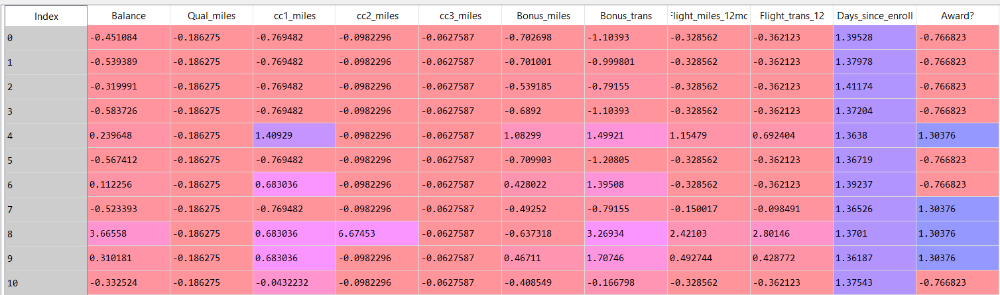 Index Balance Qual_miles cc1_miles cc2_miles cc3_miles Bonus_miles Bonus_trans Flight_miles_12mo Flight_trans_12 Days_since_enroll Award?
0 -0.451084 -0.186275 -0.769482 -0.0982296 -0.0627587 -0.702698 -1.10393 -0.328562 -0.362123 1.39528 -0.766823
1 -0.539389 -0.186275 -0.769482 -0.0982296 -0.0627587 -0.701001 -0.999801 -0.328562 -0.362123 1.37978 -0.766823
2 -0.319991 -0.186275 -0.769482 -0.0982296 -0.0627587 -0.539185 -0.79155 -0.328562 -0.362123 1.41174 -0.766823
3 -0.583726 -0.186275 -0.769482 -0.0982296 -0.0627587 -0.6892 -1.10393 -0.328562 -0.362123 1.37204 -0.766823
4 0.239648 -0.186275 1.40929 -0.0982296 -0.0627587 1.08299 1.49921 1.15479 0.692404 1.3638 1.30376
5 -0.567412 -0.186275 -0.769482 -0.0982296 -0.0627587 -0.709903 -1.20805 -0.328562 -0.362123 1.36719 -0.766823
6 0.112256 -0.186275 0.683036 -0.0982296 -0.0627587 0.428022 1.39508 -0.328562 -0.362123 1.39237 -0.766823
7 -0.523393 -0.186275 -0.769482 -0.0982296 -0.0627587 -0.49252 -0.79155 -0.150017 -0.098491 1.36526 1.30376
8 3.66558 -0.186275 0.683036 6.67453 -0.0627587 -0.637318 3.26934 2.42103 2.80146 1.3701 1.30376
9 0.310181 -0.186275 0.683036 -0.0982296 -0.0627587 0.46711 1.70746 0.492744 0.428772 1.36187 1.30376
10 -0.332524 -0.186275 -0.0432232 -0.0982296 -0.0627587 -0.408549 -0.166798 -0.328562 -0.362123 1.37543 -0.766823